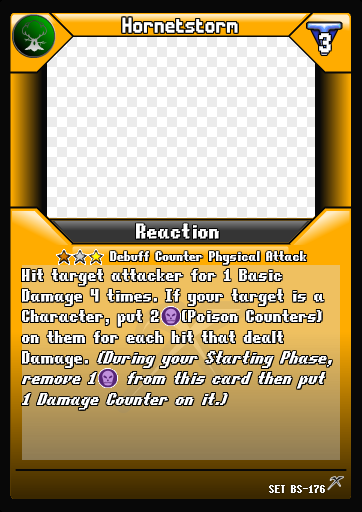 Hornetstorm
3
Reaction
Debuff Counter Physical Attack
Hit target attacker for 1 Basic
Damage 4 times. If your target is a
Character, put 2 (Poison Counters)
on them for each hit that dealt
Damage. (During your Starting Phase,
remove 1 from this card then put
1 Damage Counter on it.)
SET BS-176